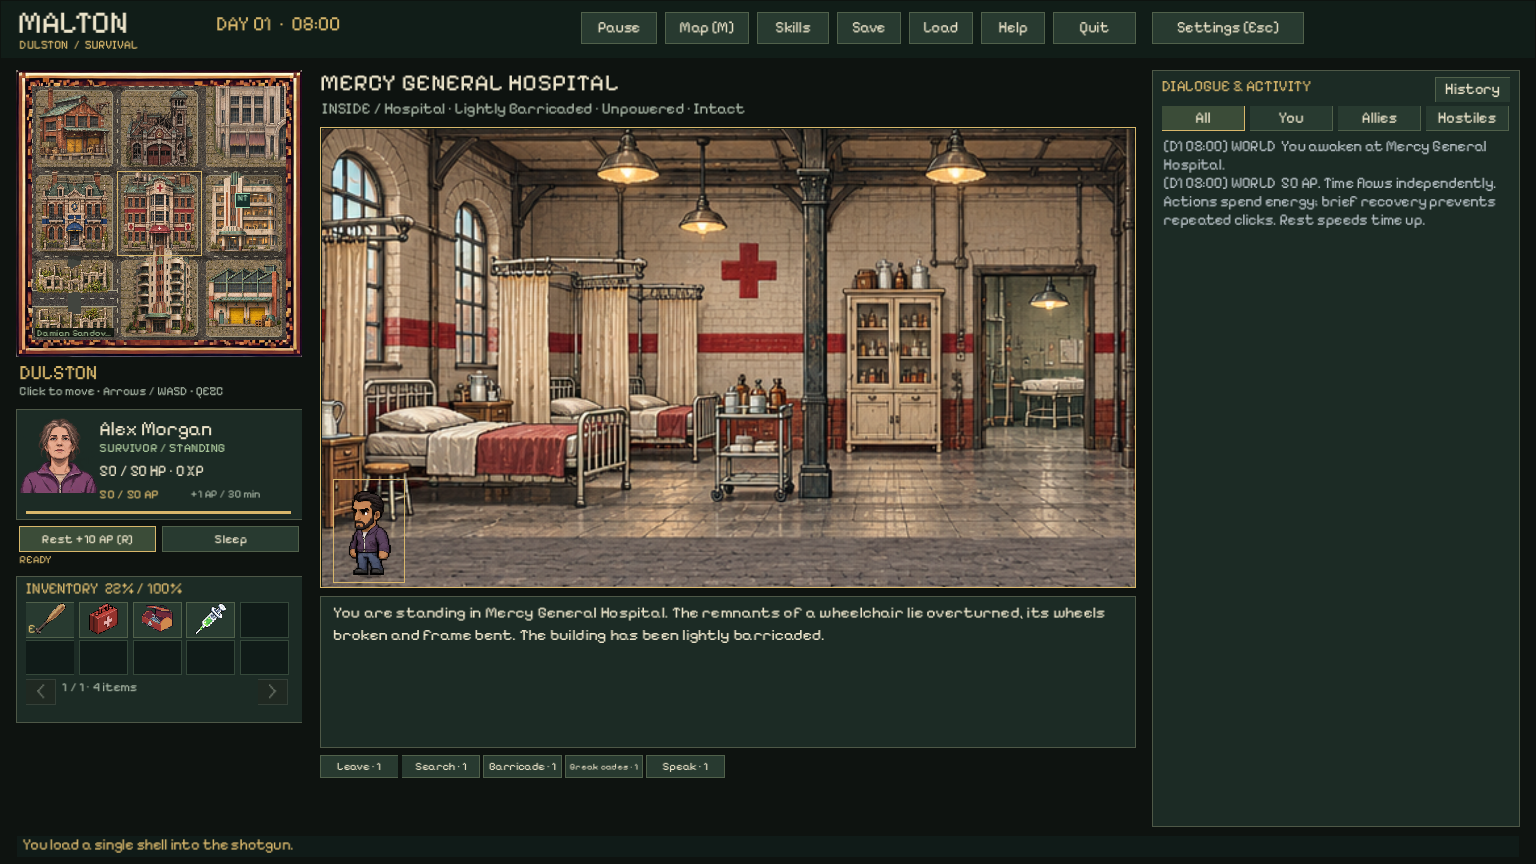 MALTON
DULSTON / SURVIVAL
DAY 01 · 08:00
Pause
Map (M)
Skills
Save
Load
Help
Quit
Settings (Esc)
NT
Damian Sandov...
DULSTON
Click to move · Arrows / WASD · QEZC
Alex Morgan
SURVIVOR / STANDING
50 / 50 HP · 0 XP
50 / 50 AP
+1 AP / 30 min
Rest +10 AP (R)
Sleep
READY
INVENTORY 22% / 100%
E
1 / 1 · 4 items
MERCY GENERAL HOSPITAL
INSIDE / Hospital · Lightly Barricaded · Unpowered · Intact
You are standing in Mercy General Hospital. The remnants of a wheelchair lie overturned, its wheels
broken and frame bent. The building has been lightly barricaded.
Leave · 1
Search · 1
Barricade · 1
Break cades · 1
Speak · 1
DIALOGUE & ACTIVITY
History
All
You
Allies
Hostiles
[D1 08:00] WORLD You awaken at Mercy General
Hospital.
[D1 08:00] WORLD 50 AP. Time flows independently.
Actions spend energy; brief recovery prevents
repeated clicks. Rest speeds time up.
You load a single shell into the shotgun.